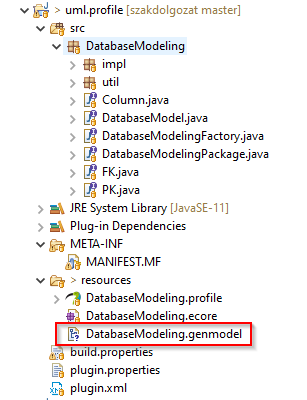 > uml.profile [szakdolgozat master]
src
DatabaseModeling
impl
util
Column.java
DatabaseModel.java
DatabaseModelingFactory.java
DatabaseModelingPackage.java
FK.java
PK.java
JRE System Library [JavaSE-11]
Plug-in Dependencies
META-INF
MANIFEST.MF
> resources
DatabaseModeling.profile
DatabaseModeling.ecore
DatabaseModeling.genmodel
build.properties
plugin.properties
plugin.xml